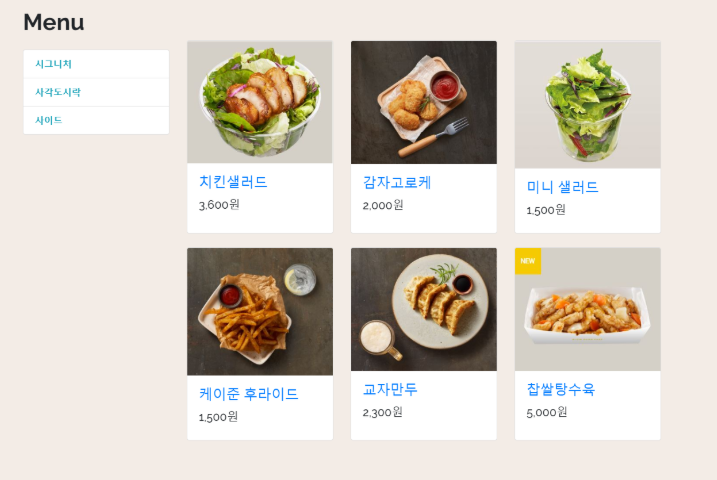 Menu
시그니처
사각도시락
사이드
치킨샐러드
3,600원
감자고로케
2,000원
미니 샐러드
1,500원
케이준 후라이드
1,500원
교자만두
2,300원
NEW
찹쌀탕수육
5,000원